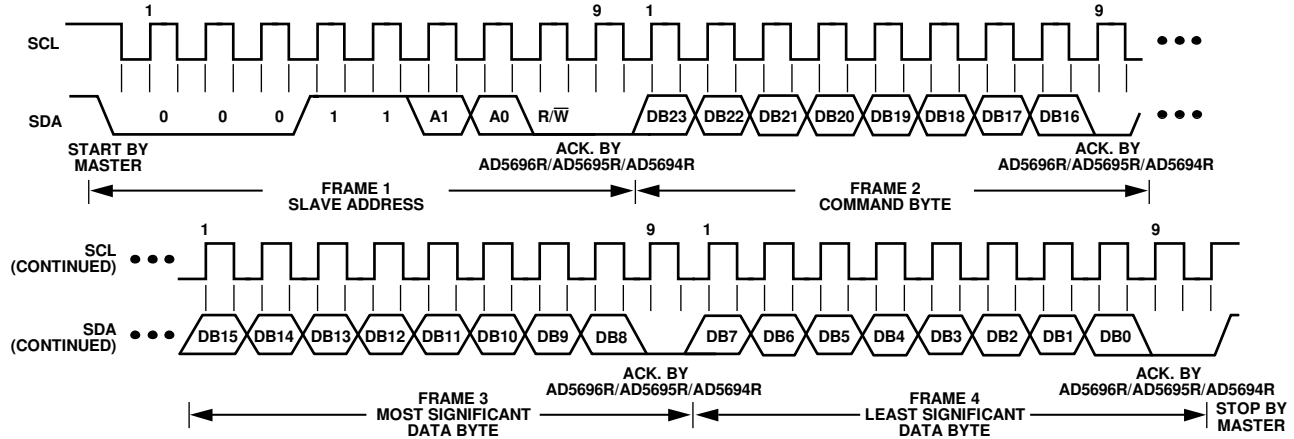 1 9 1 9
SCL
SDA
0 0 0 1 1 A1 A0 R/W̅ DB23 DB22 DB21 DB20 DB19 DB18 DB17 DB16
START BY
MASTER
ACK. BY
AD5696R/AD5695R/AD5694R
ACK. BY
AD5696R/AD5695R/AD5694R
FRAME 1
SLAVE ADDRESS
FRAME 2
COMMAND BYTE
1 9 1 9
SCL
(CONTINUED)
SDA
(CONTINUED)
DB15 DB14 DB13 DB12 DB11 DB10 DB9 DB8 DB7 DB6 DB5 DB4 DB3 DB2 DB1 DB0
ACK. BY
AD5696R/AD5695R/AD5694R
ACK. BY
AD5696R/AD5695R/AD5694R
FRAME 3
MOST SIGNIFICANT
DATA BYTE
FRAME 4
LEAST SIGNIFICANT
DATA BYTE
STOP BY
MASTER